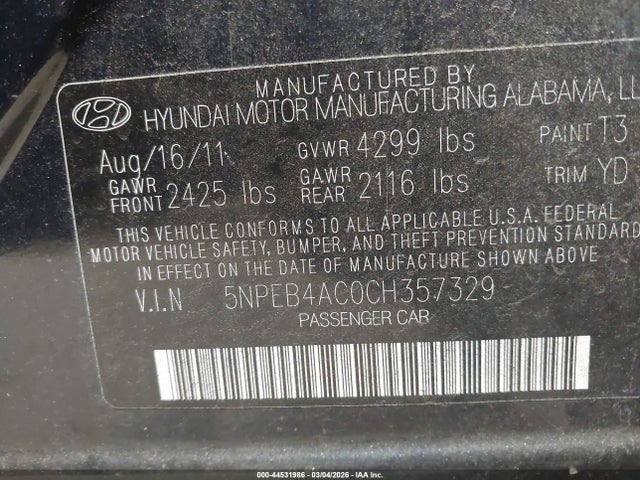 MANUFACTURED BY
HYUNDAI MOTOR MANUFACTURING ALABAMA,
Aug/16/11 GVWR 4299 lbs PAINT T3
GAWR FRONT 2425 lbs GAWR REAR 2116 lbs TRIM YD
THIS VEHICLE CONFORMS TO ALL APPLICABLE U.S.A. FEDERAL
MOTOR VEHICLE SAFETY, BUMPER, AND THEFT PREVENTION STANDARD
IN EFFECT ON THE DATE OF MANUFACTURE SHOWN ABOVE
V.I.N 5NPEB4AC0CH357329
PASSENGER CAR
000-44531986 - 03/04/2026 - IAA Inc.